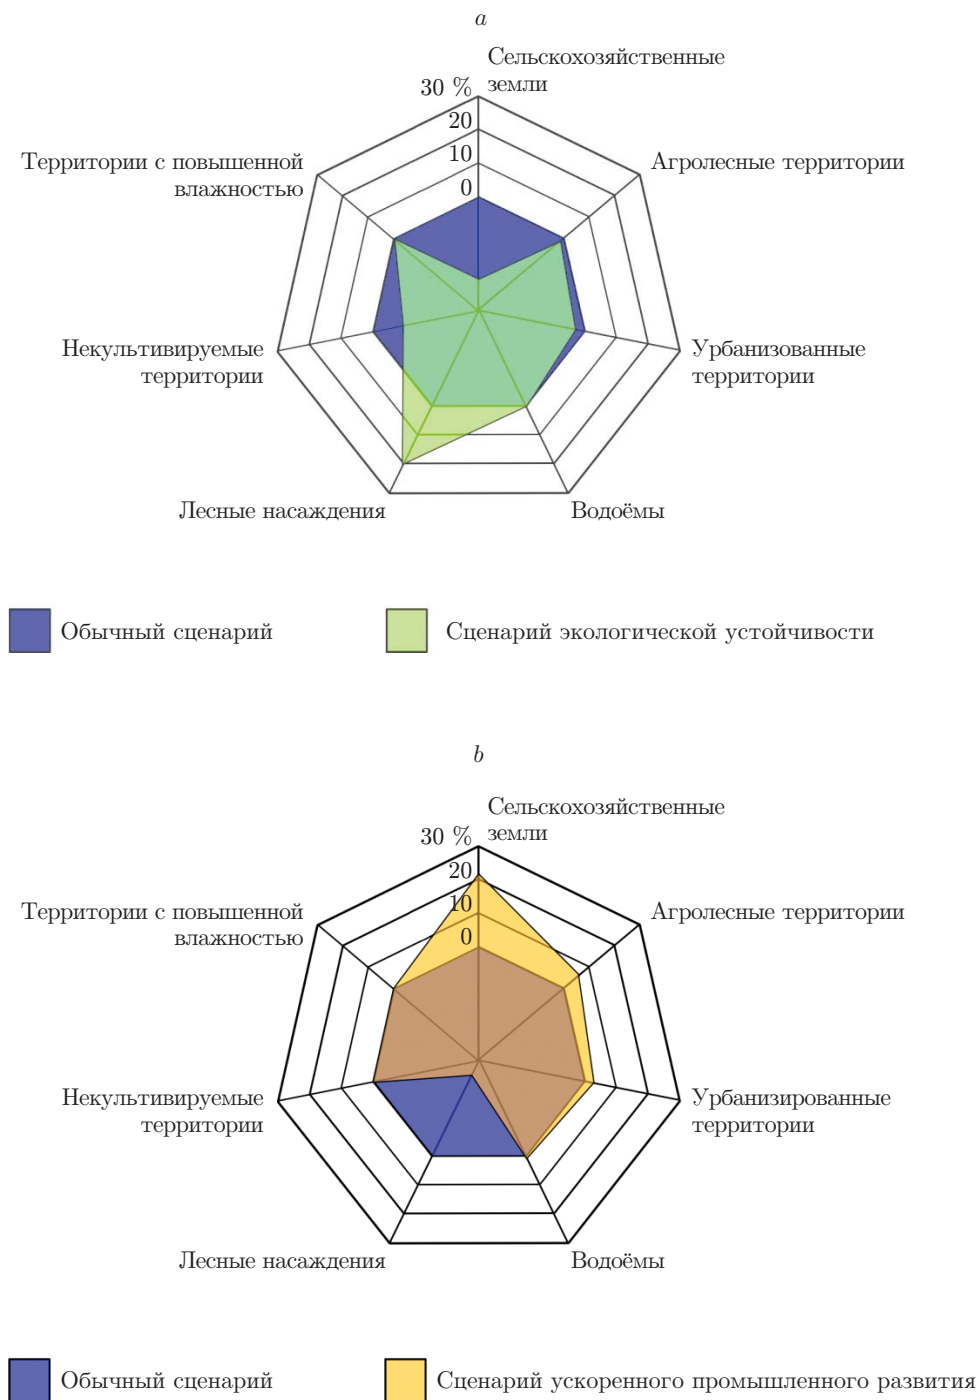 a
Сельскохозяйственные
земли
30 %
20
10
0
Территории с повышенной
влажностью
Агролесные территории
Некультивируемые
территории
Урбанизованные
территории
Лесные насаждения
Водоёмы
Обычный сценарий
Сценарий экологической устойчивости
b
Сельскохозяйственные
земли
30 %
20
10
0
Территории с повышенной
влажностью
Агролесные территории
Некультивируемые
территории
Урбанизированные
территории
Лесные насаждения
Водоёмы
Обычный сценарий
Сценарий ускоренного промышленного развития